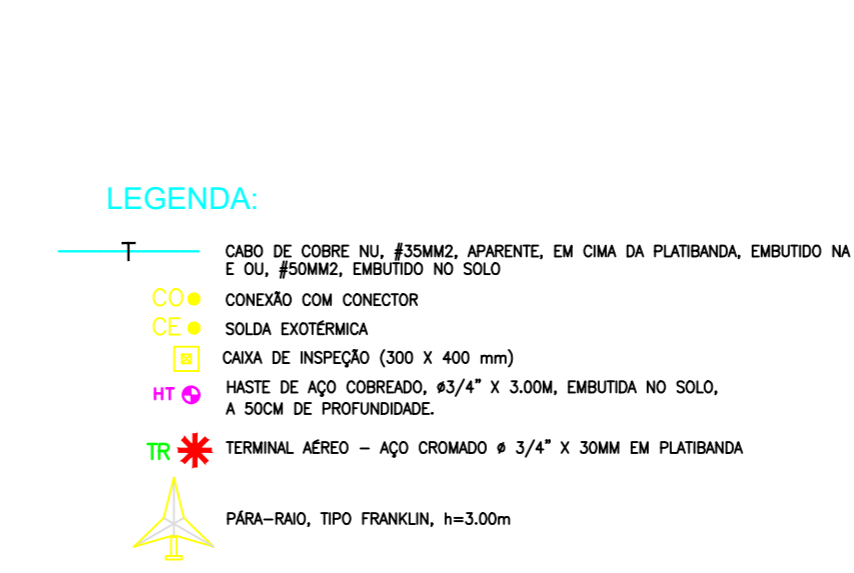 LEGENDA:
T
CABO DE COBRE NU, #35MM2, APARENTE, EM CIMA DA PLATIBANDA, EMBUTIDO NA
E OU, #50MM2, EMBUTIDO NO SOLO
CO CONEXÃO COM CONECTOR
CE SOLDA EXOTÉRMICA
CAIXA DE INSPEÇÃO (300 X 400 mm)
HT HASTE DE AÇO COBREADO, ø3/4" X 3.00M, EMBUTIDA NO SOLO,
A 50CM DE PROFUNDIDADE.
TR TERMINAL AÉREO – AÇO CROMADO ø 3/4" X 30MM EM PLATIBANDA
PÁRA–RAIO, TIPO FRANKLIN, h=3.00m